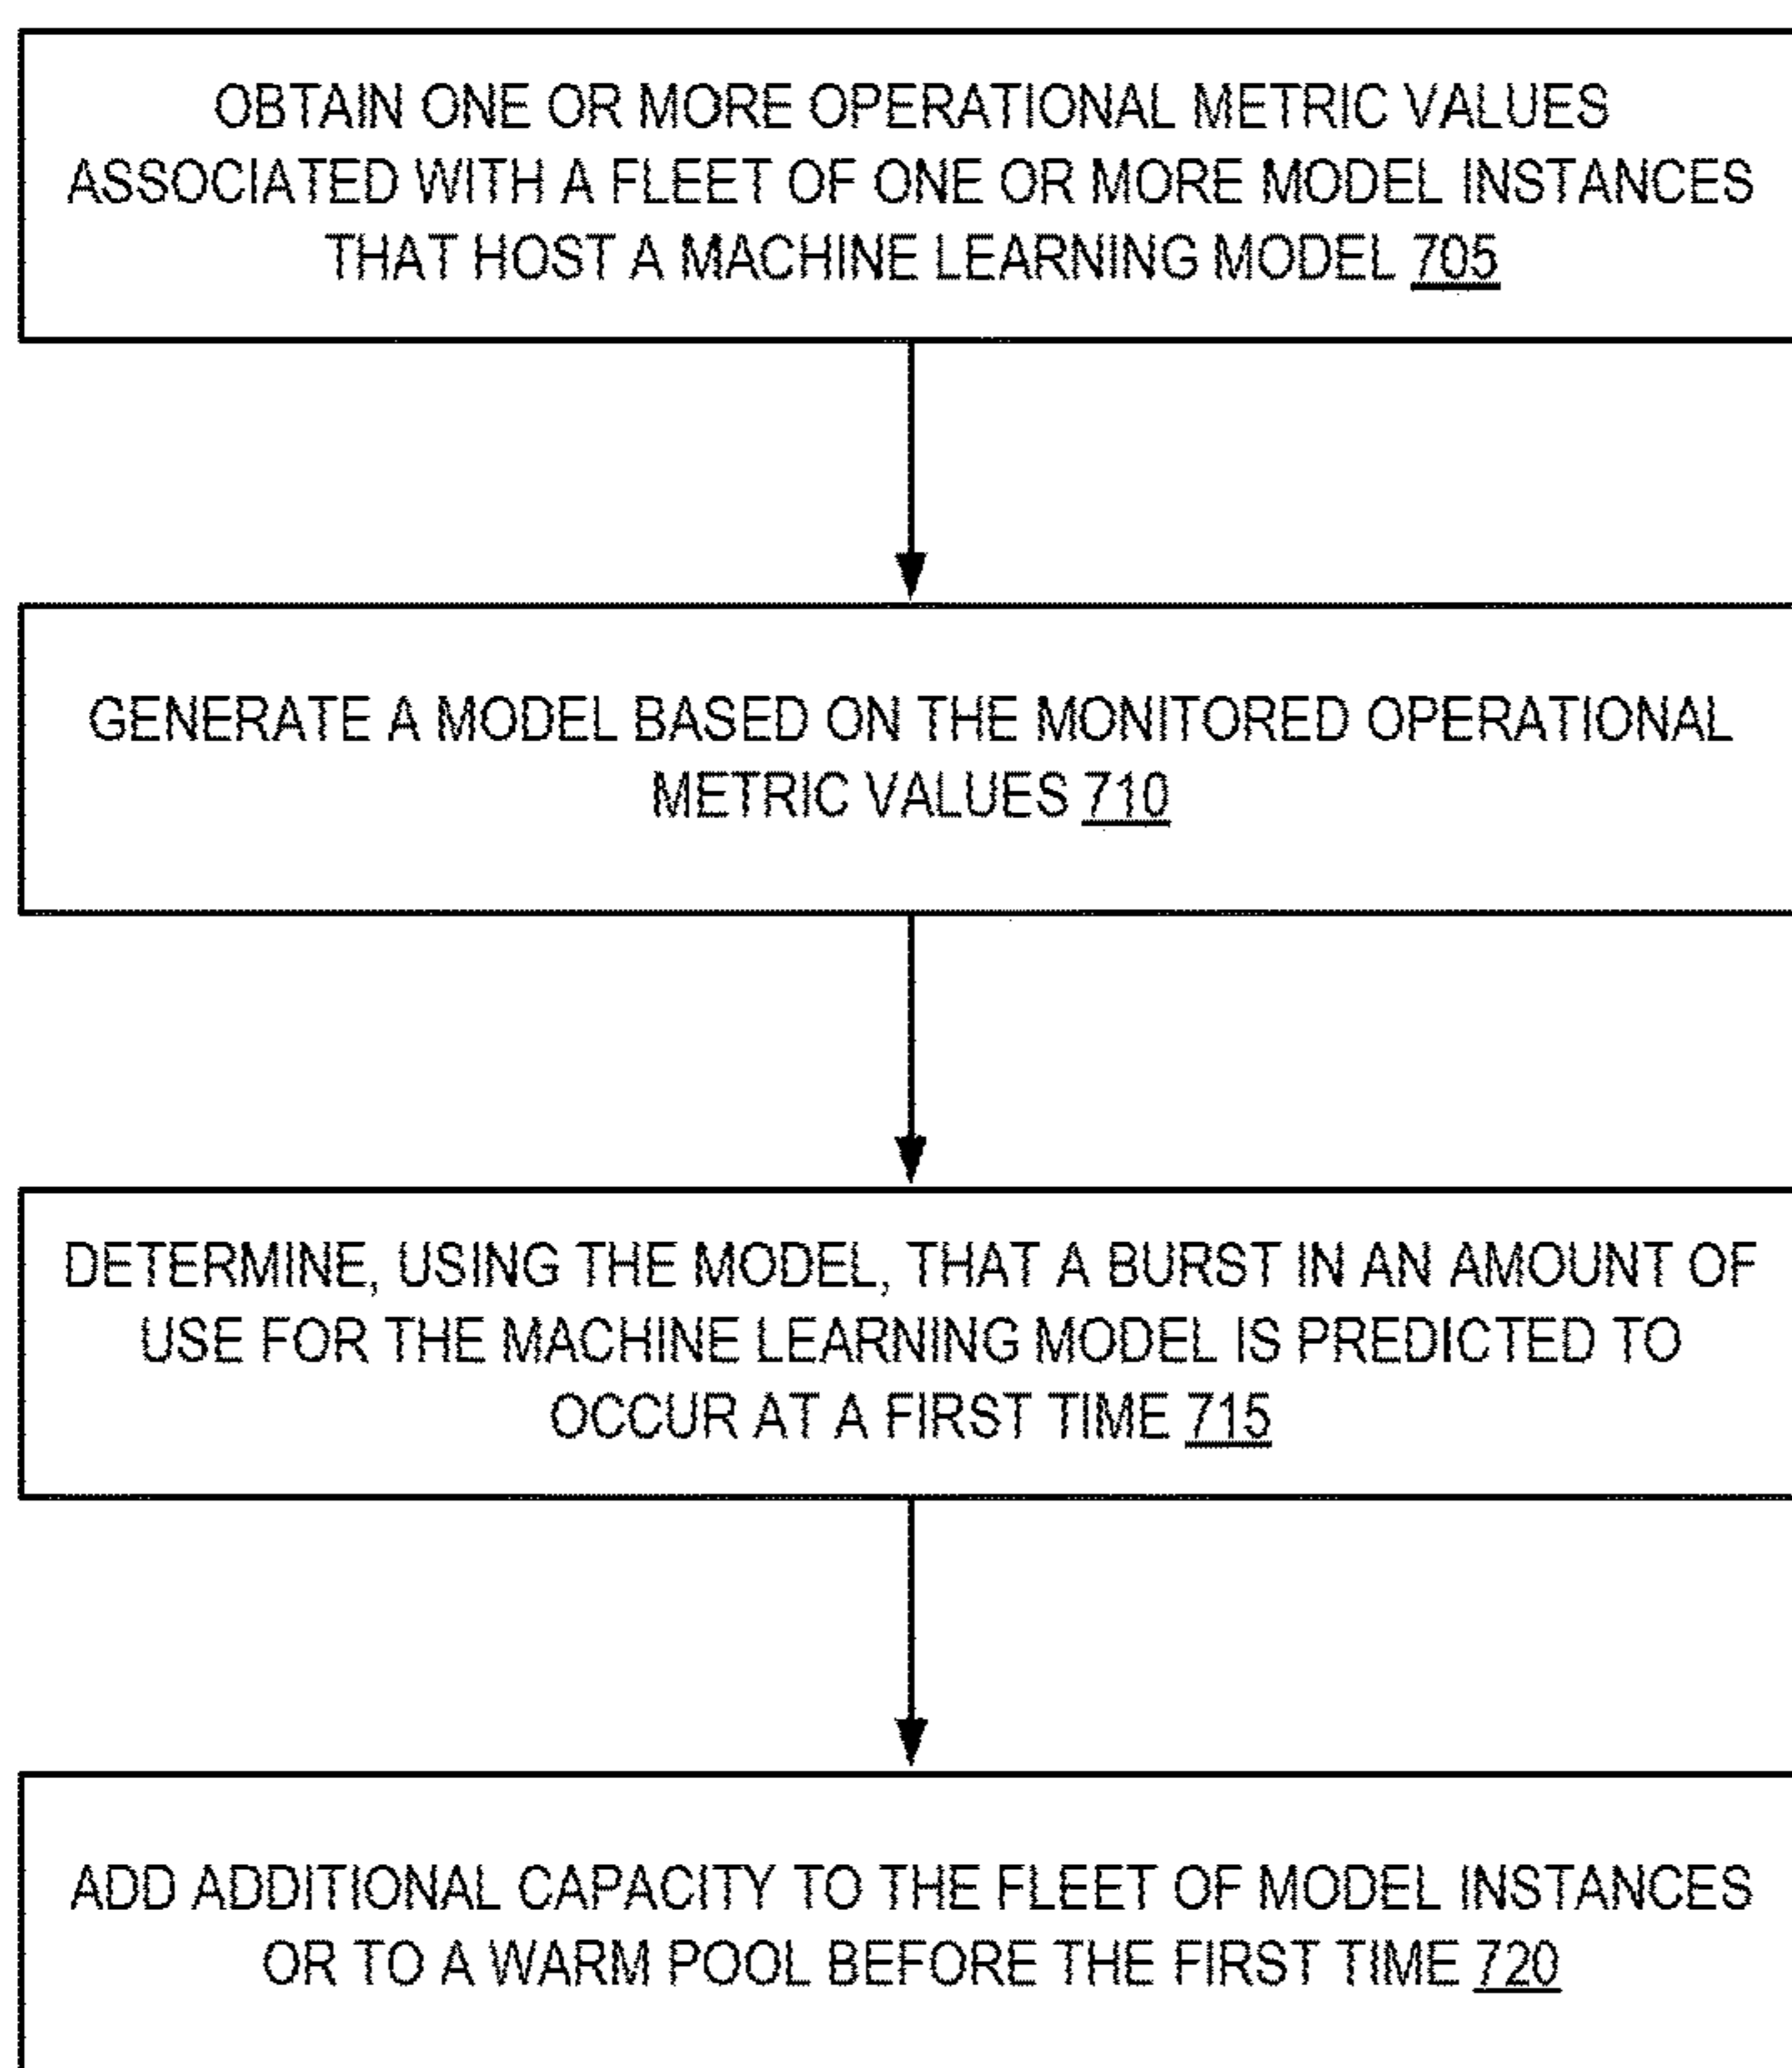 OBTAIN ONE OR MORE OPERATIONAL METRIC VALUES
ASSOCIATED WITH A FLEET OF ONE OR MORE MODEL INSTANCES
THAT HOST A MACHINE LEARNING MODEL 705
GENERATE A MODEL BASED ON THE MONITORED OPERATIONAL
METRIC VALUES 710
DETERMINE, USING THE MODEL, THAT A BURST IN AN AMOUNT OF
USE FOR THE MACHINE LEARNING MODEL IS PREDICTED TO
OCCUR AT A FIRST TIME 715
ADD ADDITIONAL CAPACITY TO THE FLEET OF MODEL INSTANCES
OR TO A WARM POOL BEFORE THE FIRST TIME 720